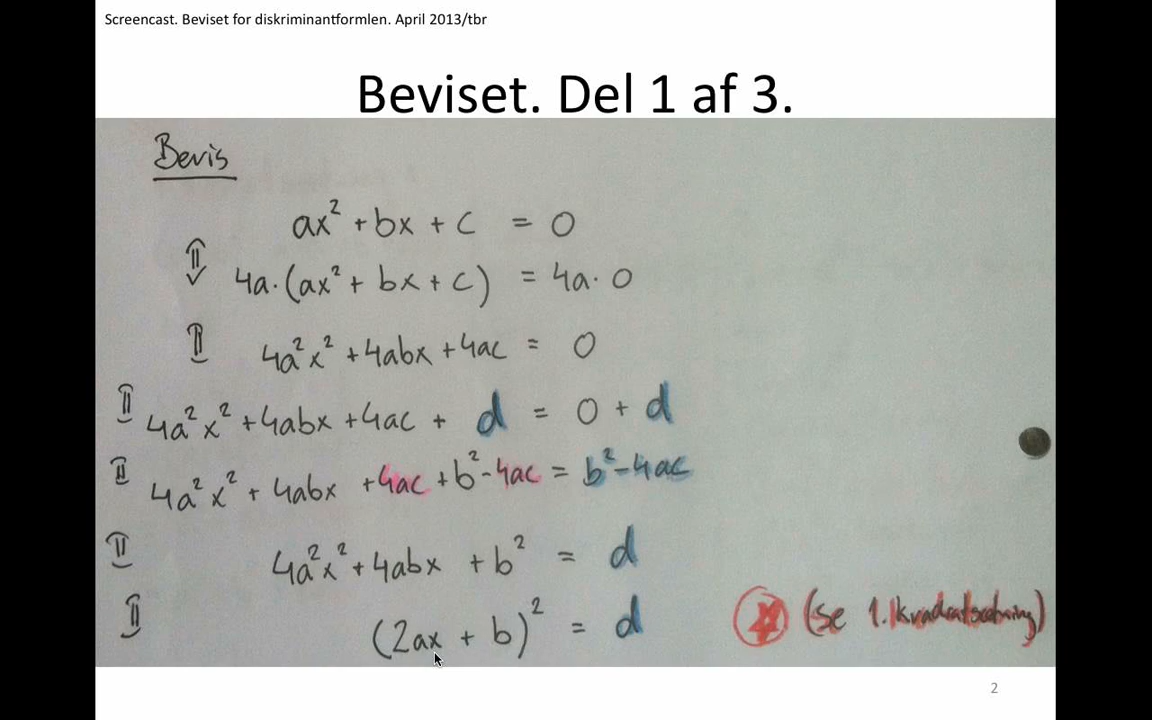 Screencast. Beviset for diskriminantformlen. April 2013/tbr
Beviset. Del 1 af 3.
Bevis
ax² + bx + c = 0
⇕ 4a·(ax² + bx + c) = 4a·0
⇕ 4a²x² + 4abx + 4ac = 0
⇕ 4a²x² + 4abx + 4ac + d = 0 + d
⇕ 4a²x² + 4abx + 4ac + b² - 4ac = b² - 4ac
⇕ 4a²x² + 4abx + b² = d
⇕ (2ax + b)² = d (se 1. kvadratsætning)
2